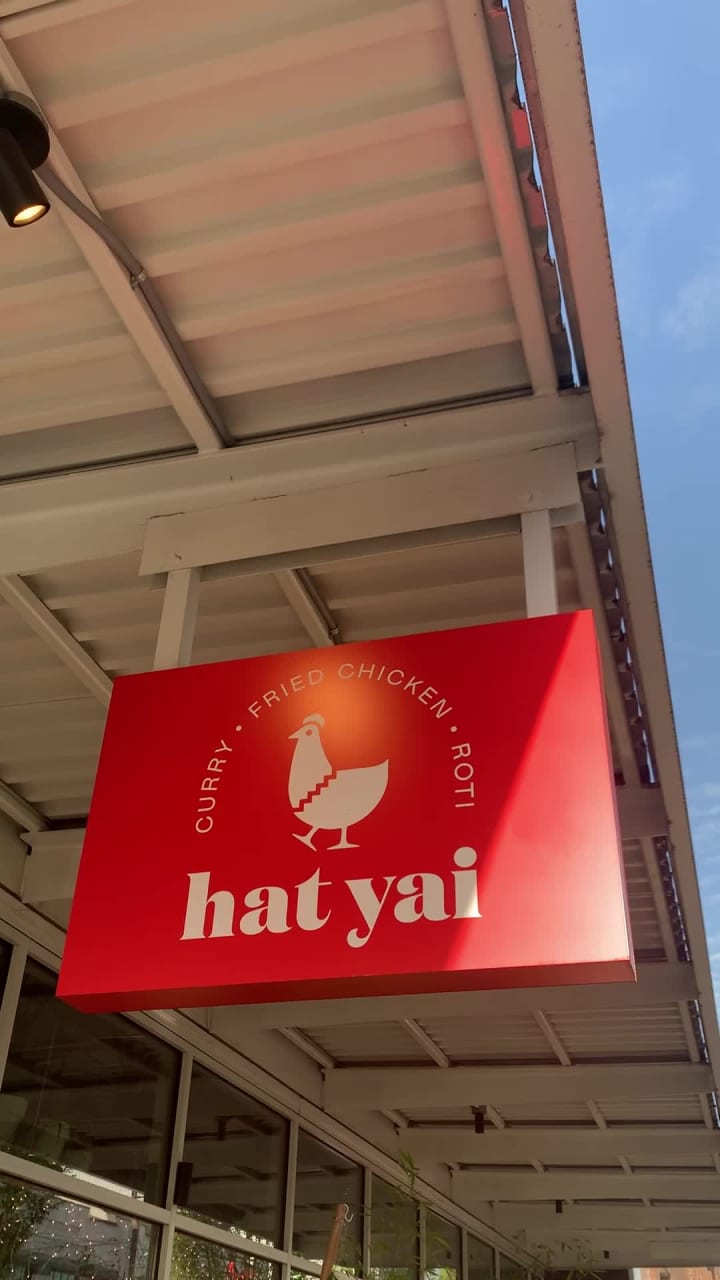 CURRY • FRIED CHICKEN • ROTI
hat yai